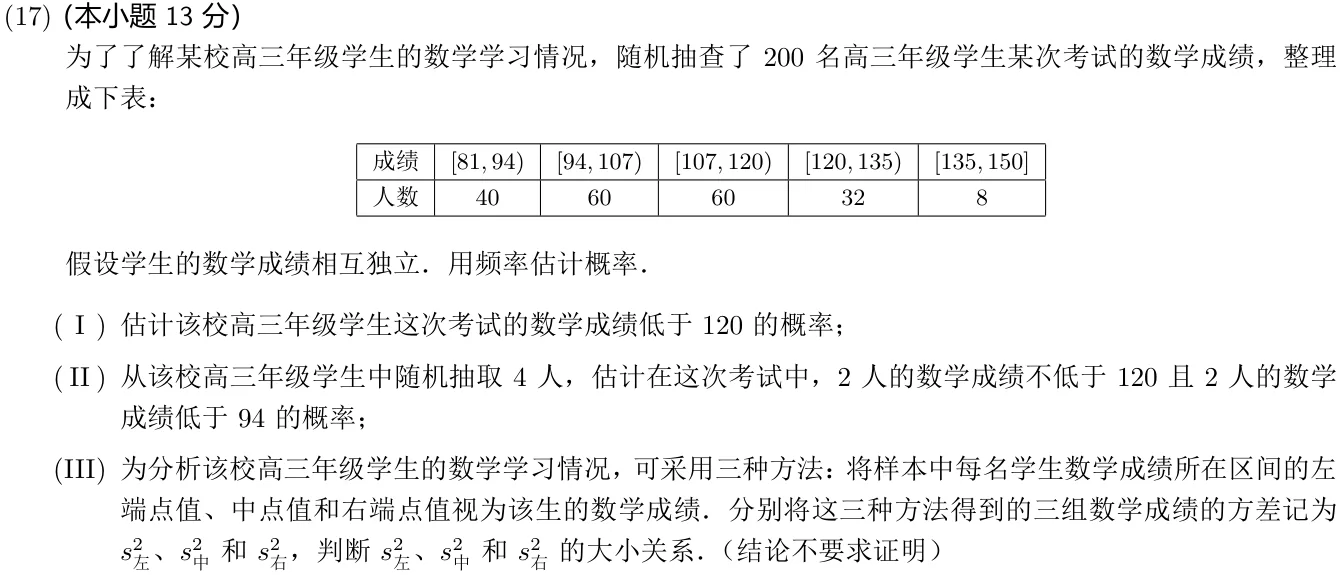 (17) (本小题 13 分)
为了了解某校高三年级学生的数学学习情况，随机抽查了 200 名高三年级学生某次考试的数学成绩，整理
成下表：
成绩 [81, 94) [94, 107) [107, 120) [120, 135) [135, 150]
人数 40 60 60 32 8
假设学生的数学成绩相互独立．用频率估计概率．
( I ) 估计该校高三年级学生这次考试的数学成绩低于 120 的概率；
( II ) 从该校高三年级学生中随机抽取 4 人，估计在这次考试中，2 人的数学成绩不低于 120 且 2 人的数学
成绩低于 94 的概率；
(III) 为分析该校高三年级学生的数学学习情况，可采用三种方法：将样本中每名学生数学成绩所在区间的左
端点值、中点值和右端点值视为该生的数学成绩．分别将这三种方法得到的三组数学成绩的方差记为
$s^2_{左}$、$s^2_{中}$ 和 $s^2_{右}$，判断 $s^2_{左}$、$s^2_{中}$ 和 $s^2_{右}$ 的大小关系．（结论不要求证明）